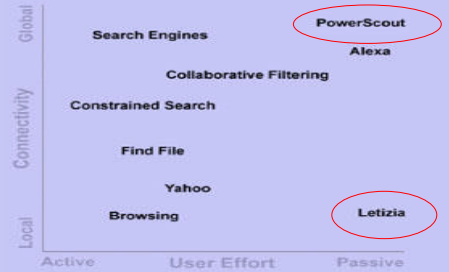 Global
PowerScout
Search Engines
Alexa
Collaborative Filtering
Constrained Search
Connectivity
Find File
Yahoo
Browsing
Letizia
Local
Active User Effort Passive